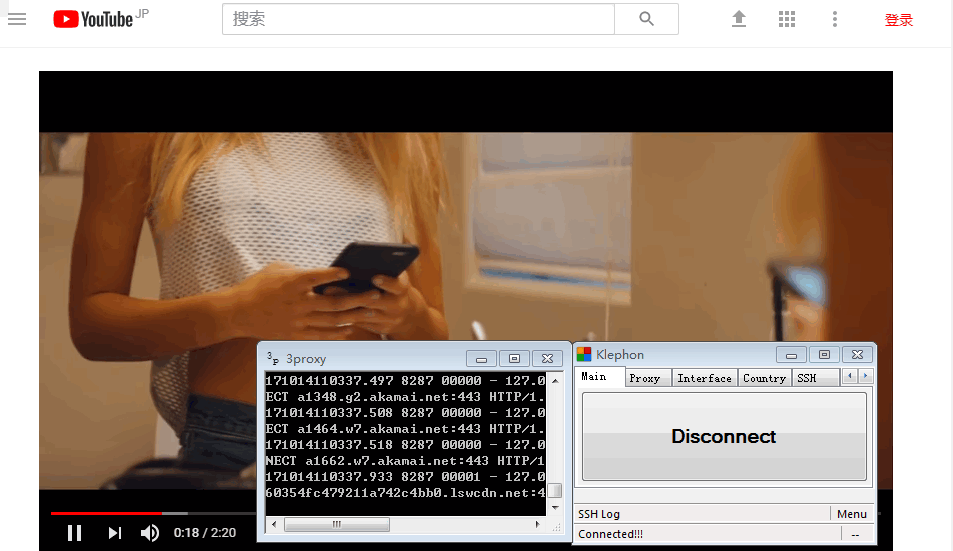 YouTube JP
搜索
登录
3proxy
171014110337.497 8287 00000 - 127.0
ECT a1348.g2.akamai.net:443 HTTP/1.
171014110337.508 8287 00000 - 127.0
ECT a1464.w7.akamai.net:443 HTTP/1.
171014110337.518 8287 00000 - 127.0
NECT a1662.w7.akamai.net:443 HTTP/1
171014110337.933 8287 00001 - 127.0
60354fc479211a742c4bb0.lswcdn.net:4
Klephon
Main Proxy Interface Country SSH
Disconnect
SSH Log Menu
Connected!!! --
0:18 / 2:20